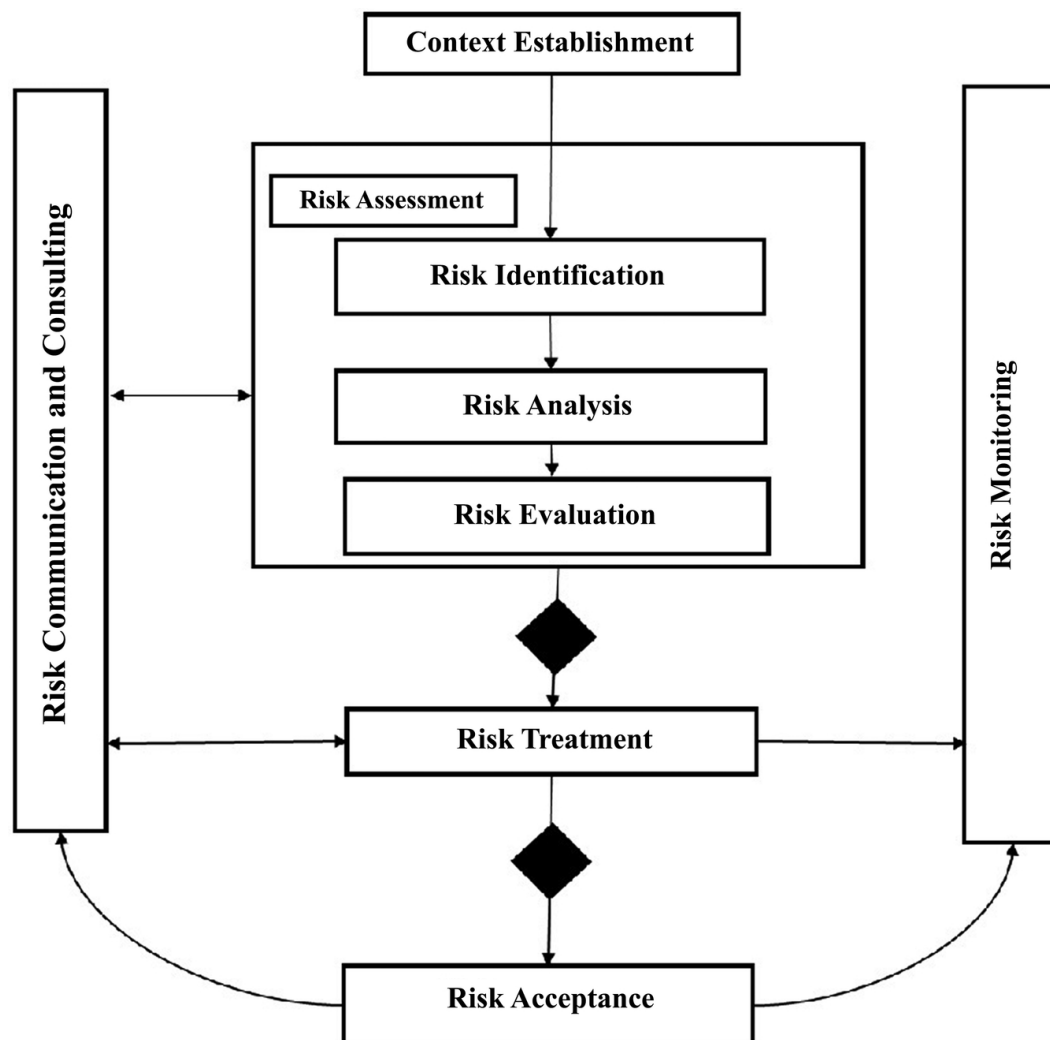 Context Establishment
Risk Assessment
Risk Identification
Risk Analysis
Risk Evaluation
Risk Communication and Consulting
Risk Monitoring
Risk Treatment
Risk Acceptance